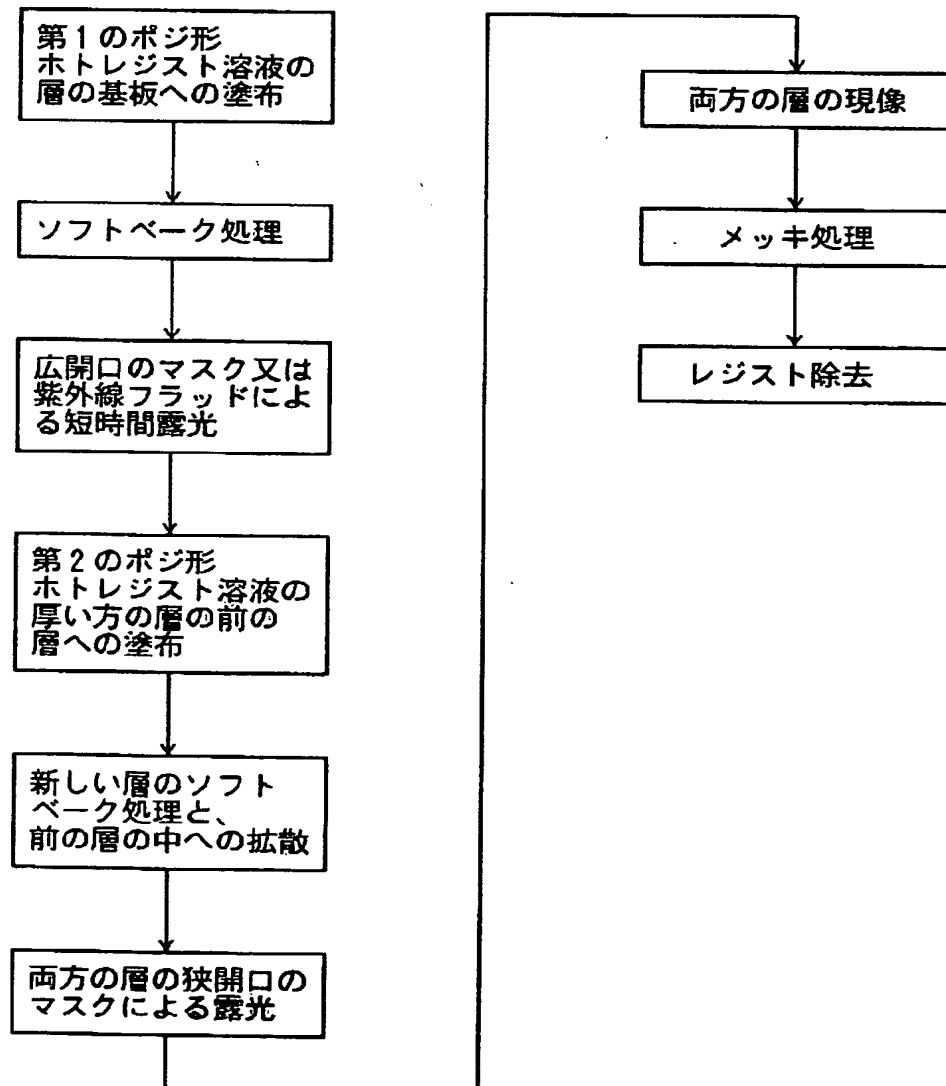 第1のポジ形
ホトレジスト溶液の
層の基板への塗布
ソフトベーク処理
広開口のマスク又は
紫外線フラッドによ
る短時間露光
第2のポジ形
ホトレジスト溶液の
厚い方の層の前の
層への塗布
新しい層のソフト
ベーク処理と、
前の層の中への拡散
両方の層の狭開口の
マスクによる露光
両方の層の現像
メッキ処理
レジスト除去